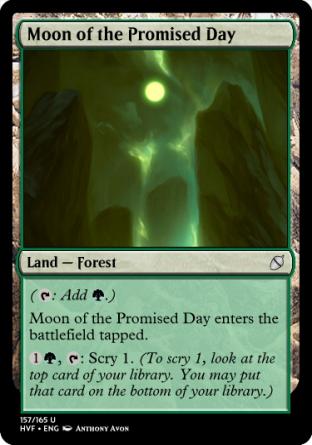 Moon of the Promised Day
Land — Forest
(: Add .)
Moon of the Promised Day enters the
battlefield tapped.
1 , : Scry 1. (To scry 1, look at the
top card of your library. You may put
that card on the bottom of your library.)
157/165 U
HVF • ENG Anthony Avon